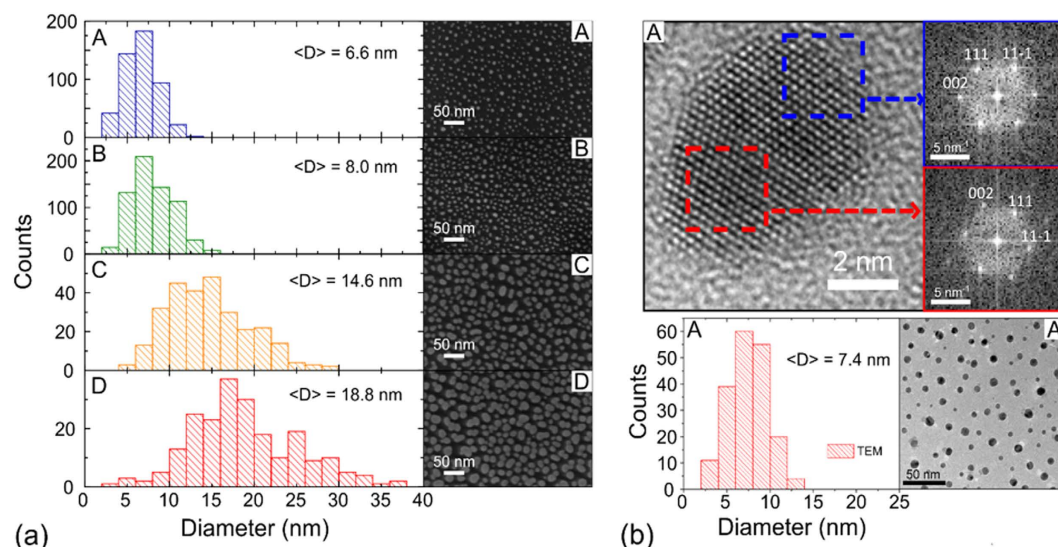 A
<D> = 6.6 nm
200
100
0
A
50 nm
B
<D> = 8.0 nm
200
100
0
B
50 nm
C
<D> = 14.6 nm
40
20
0
C
50 nm
D
<D> = 18.8 nm
20
0
D
50 nm
Counts
0 5 10 15 20 25 30 35 40
Diameter (nm)
(a)
A
2 nm
111 11-1
002
5 nm⁻¹
002 111
11-1
5 nm⁻¹
A
<D> = 7.4 nm
60
50
40
30
20
10
0
Counts
TEM
0 5 10 15 20 25
Diameter (nm)
A
50 nm
(b)